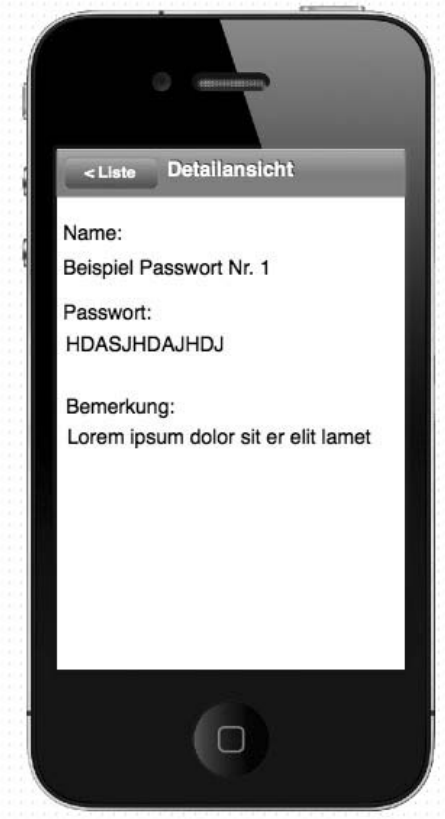 < Liste Detailansicht
Name:
Beispiel Passwort Nr. 1
Passwort:
HDASJHDAJHDJ
Bemerkung:
Lorem ipsum dolor sit er elit lamet